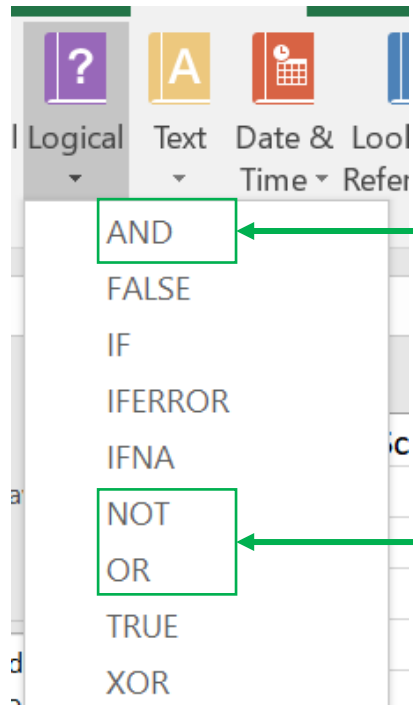 ?
A
Logical
Text
Date &
Time
AND
FALSE
IF
IFERROR
IFNA
NOT
OR
TRUE
XOR